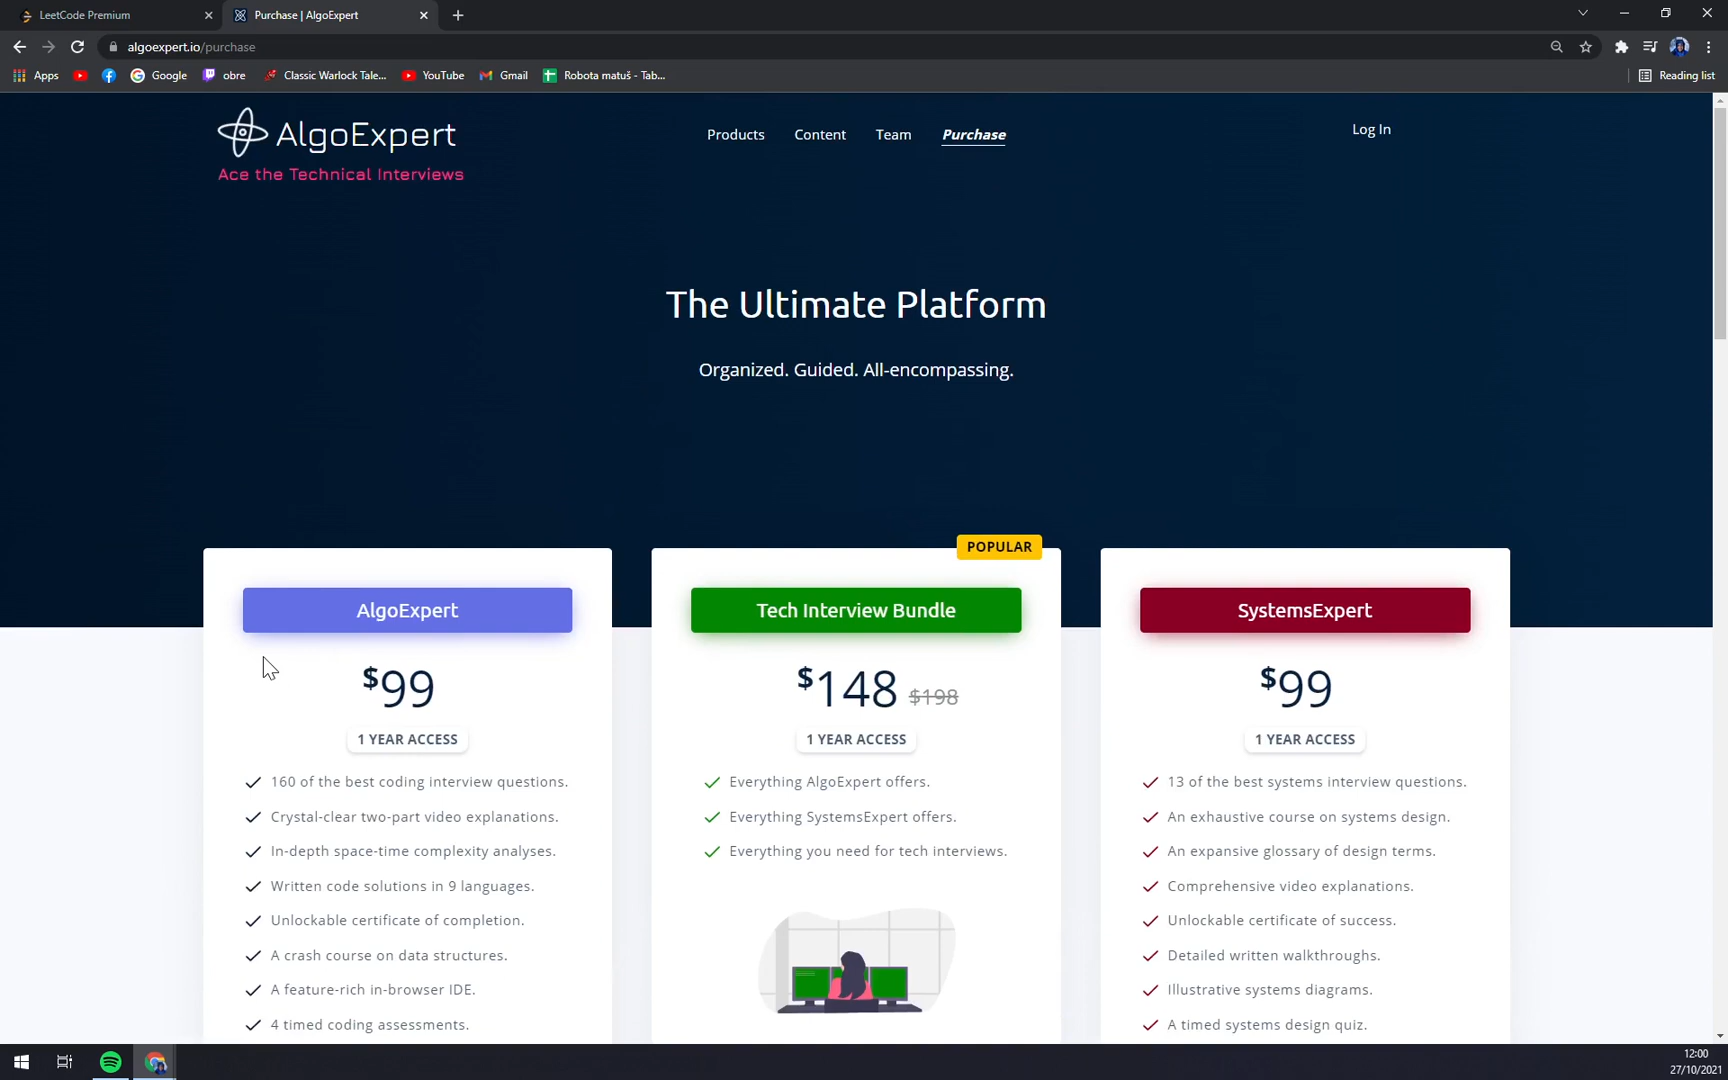 LeetCode Premium
Purchase | AlgoExpert
algoexpert.io/purchase
Apps
Google
obre
Classic Warlock Tale...
YouTube
Gmail
Robota matuš - Tab...
Reading list
AlgoExpert
Ace the Technical Interviews
Products
Content
Team
Purchase
Log In
The Ultimate Platform
Organized. Guided. All-encompassing.
AlgoExpert
$99
1 YEAR ACCESS
160 of the best coding interview questions.
Crystal-clear two-part video explanations.
In-depth space-time complexity analyses.
Written code solutions in 9 languages.
Unlockable certificate of completion.
A crash course on data structures.
A feature-rich in-browser IDE.
4 timed coding assessments.
POPULAR
Tech Interview Bundle
$148 $198
1 YEAR ACCESS
Everything AlgoExpert offers.
Everything SystemsExpert offers.
Everything you need for tech interviews.
SystemsExpert
$99
1 YEAR ACCESS
13 of the best systems interview questions.
An exhaustive course on systems design.
An expansive glossary of design terms.
Comprehensive video explanations.
Unlockable certificate of success.
Detailed written walkthroughs.
Illustrative systems diagrams.
A timed systems design quiz.
12:00
27/10/2021